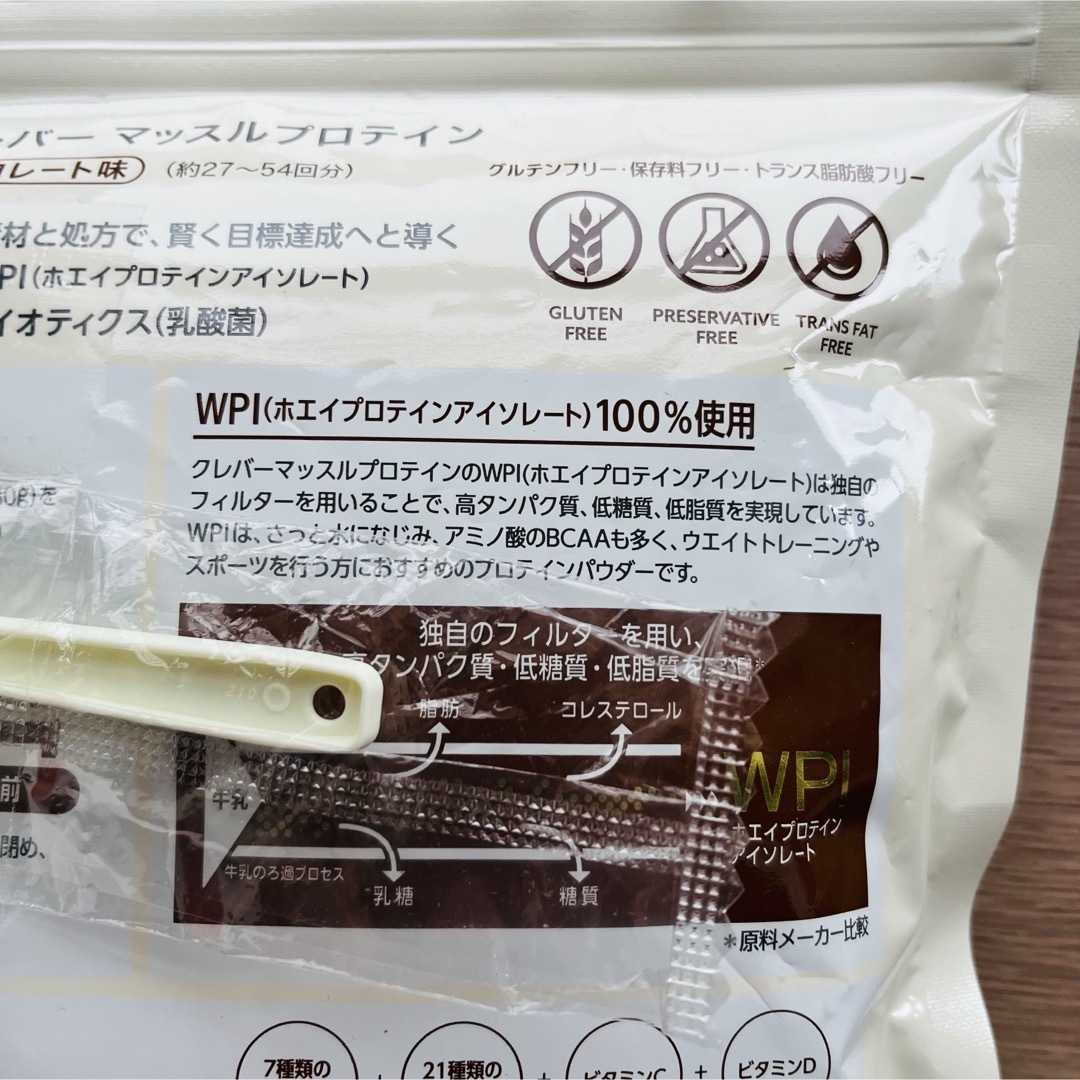 バー マッスルプロテイン
レート味 (約27〜54回分)
グルテンフリー・保存料フリー・トランス脂肪酸フリー
材と処方で、賢く目標達成へと導く
PI(ホエイプロテインアイソレート)
イオティクス(乳酸菌)
GLUTEN
FREE
PRESERVATIVE
FREE
TRANS FAT
FREE
WPI(ホエイプロテインアイソレート)100%使用
クレバーマッスルプロテインのWPI(ホエイプロテインアイソレート)は独自の
フィルターを用いることで、高タンパク質、低糖質、低脂質を実現しています。
WPIは、さっと水になじみ、アミノ酸のBCAAも多く、ウエイトトレーニングや
スポーツを行う方におすすめのプロテインパウダーです。
0g)を
独自のフィルターを用い、
高タンパク質・低糖質・低脂質を実現*
210
脂肪
コレステロール
前
牛乳
WPI
ホエイプロテイン
アイソレート
閉め、
牛乳のろ過プロセス
乳糖
糖質
*原料メーカー比較
7種類の
+
21種類の
+
ビタミンC
+
ビタミンD